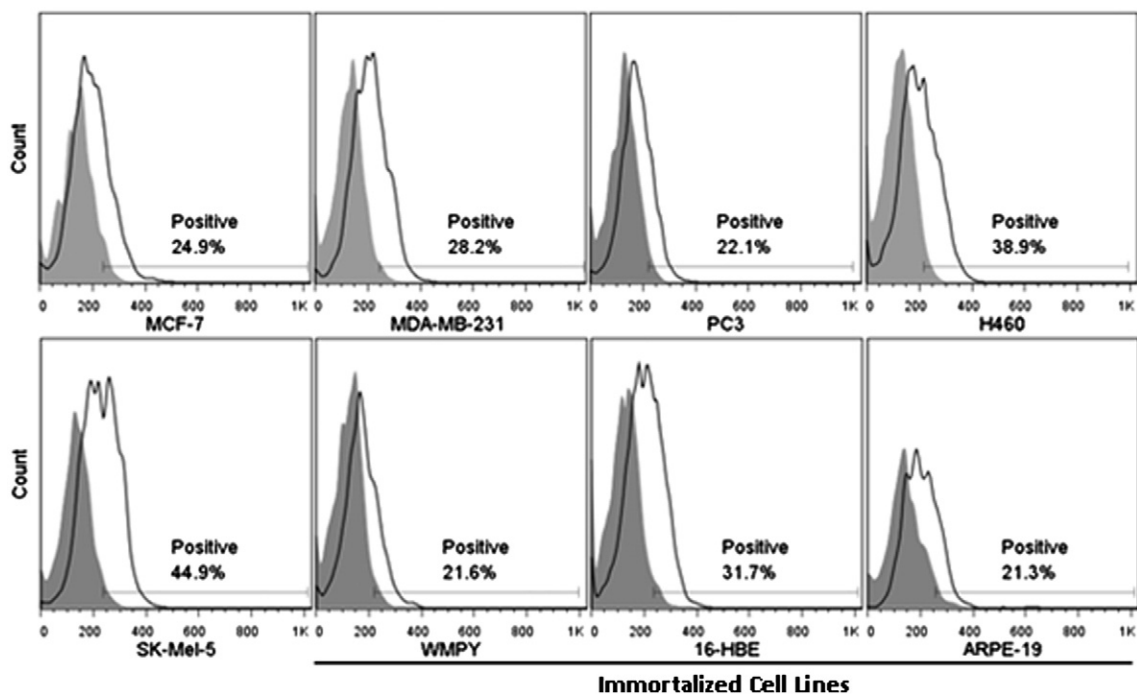 Count
Positive
24.9%
0 200 400 600 800 1K
MCF-7
Positive
28.2%
0 200 400 600 800 1K
MDA-MB-231
Positive
22.1%
0 200 400 600 800 1K
PC3
Positive
38.9%
0 200 400 600 800 1K
H460
Count
Positive
44.9%
0 200 400 600 800 1K
SK-Mel-5
Positive
21.6%
0 200 400 600 800 1K
WMPY
Positive
31.7%
0 200 400 600 800 1K
16-HBE
Positive
21.3%
0 200 400 600 800 1K
ARPE-19
Immortalized Cell Lines